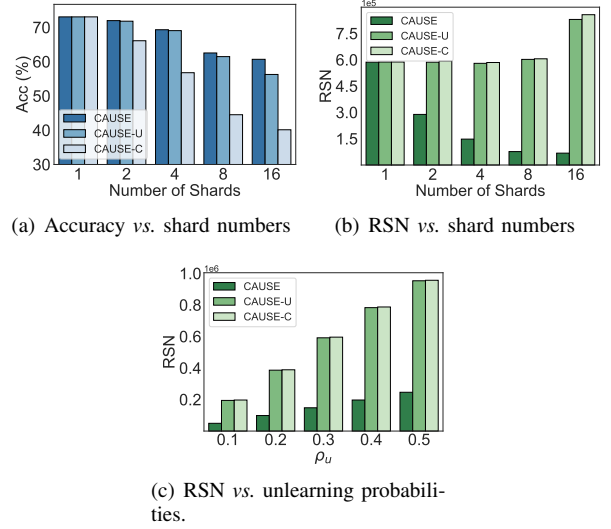 70
60
50
40
30
Acc (%)
CAUSE
CAUSE-U
CAUSE-C
1 2 4 8 16
Number of Shards
(a) Accuracy vs. shard numbers
1e5
7.5
6.0
4.5
3.0
1.5
RSN
CAUSE
CAUSE-U
CAUSE-C
1 2 4 8 16
Number of Shards
(b) RSN vs. shard numbers
1e6
1.0
0.8
0.6
0.4
0.2
RSN
CAUSE
CAUSE-U
CAUSE-C
0.1 0.2 0.3 0.4 0.5
ρu
(c) RSN vs. unlearning probabili-
ties.